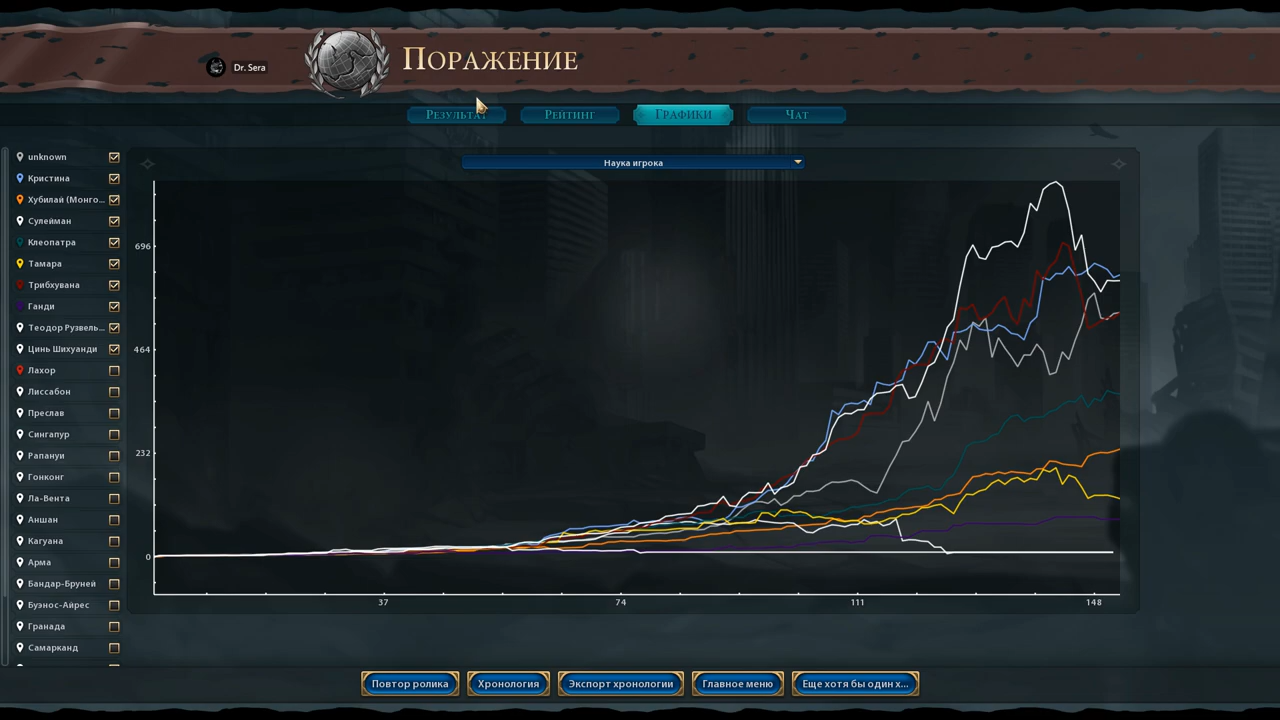 Dr. Sera
Поражение
Результат
Рейтинг
Графики
Чат
Наука игрока
unknown
Кристина
Хубилай (Монго...
Сулейман
Клеопатра
Тамара
Трибхувана
Ганди
Теодор Рузвель...
Цинь Шихуанди
Лахор
Лиссабон
Преслав
Сингапур
Рапануи
Гонконг
Ла-Вента
Аншан
Кагуана
Арма
Бандар-Бруней
Буэнос-Айрес
Гранада
Самарканд
696
464
232
0
37
74
111
148
Повтор ролика
Хронология
Экспорт хронологии
Главное меню
Еще хотя бы один х...